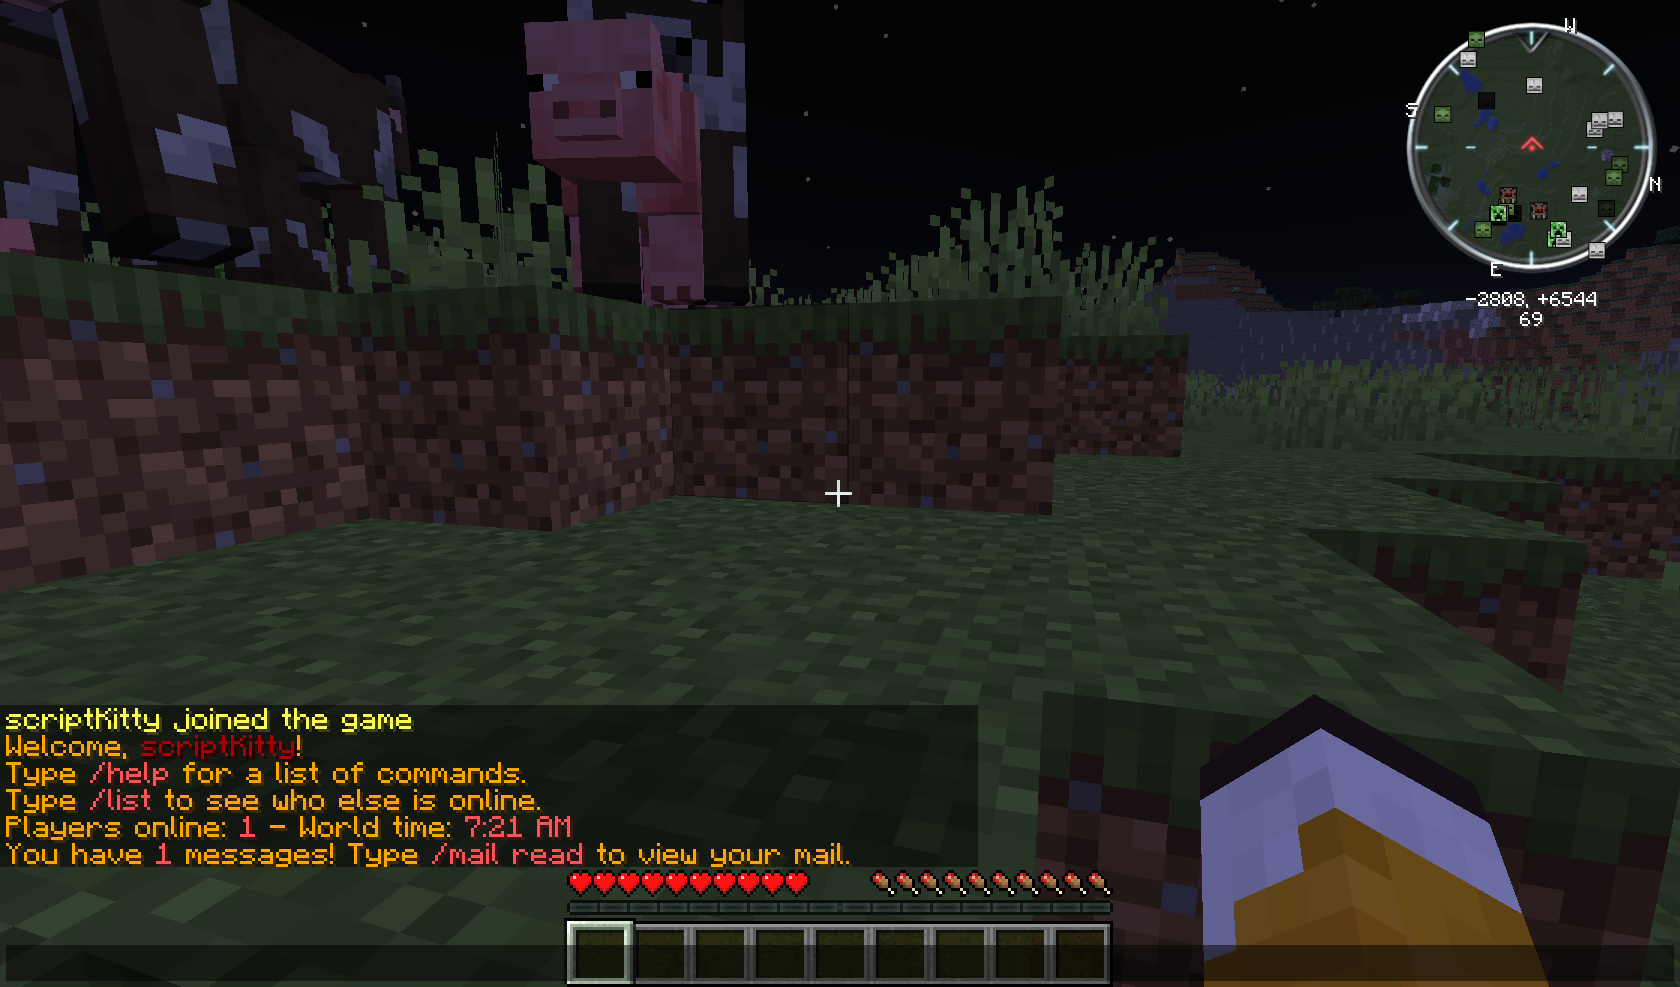 W
S
N
E
-2808, +6544
69
scriptKitty joined the game
Welcome, scriptKitty!
Type /help for a list of commands.
Type /list to see who else is online.
Players online: 1 - World time: 7:21 AM
You have 1 messages! Type /mail read to view your mail.